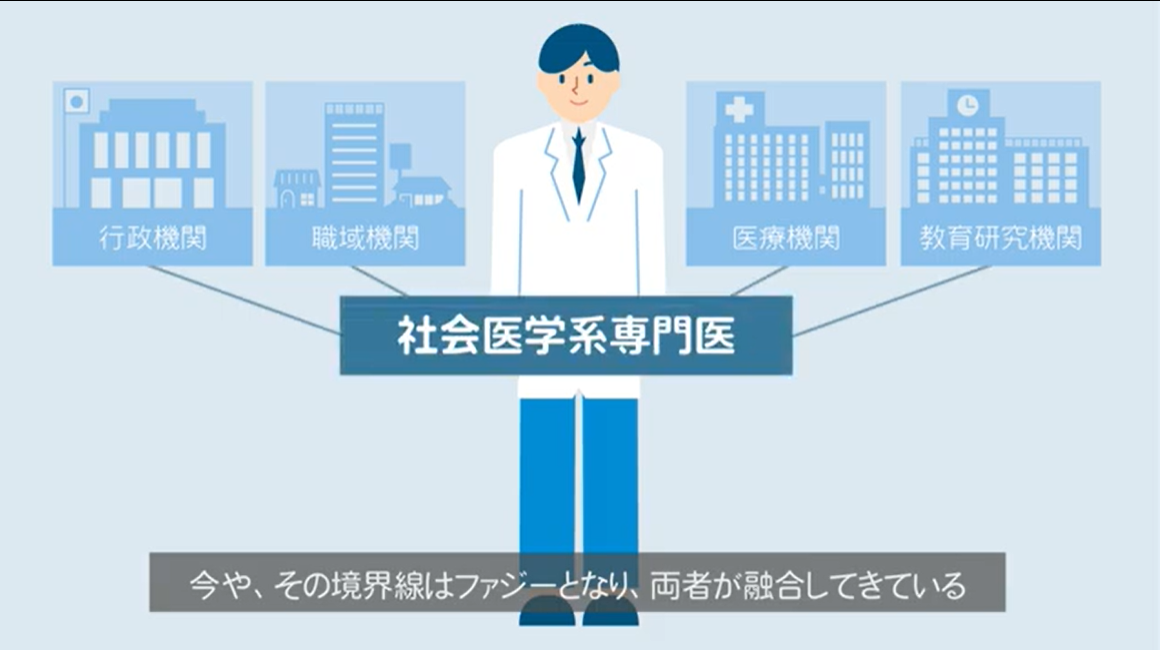 行政機関
職域機関
医療機関
教育研究機関
社会医学系専門医
今や、その境界線はファジーとなり、両者が融合してきている